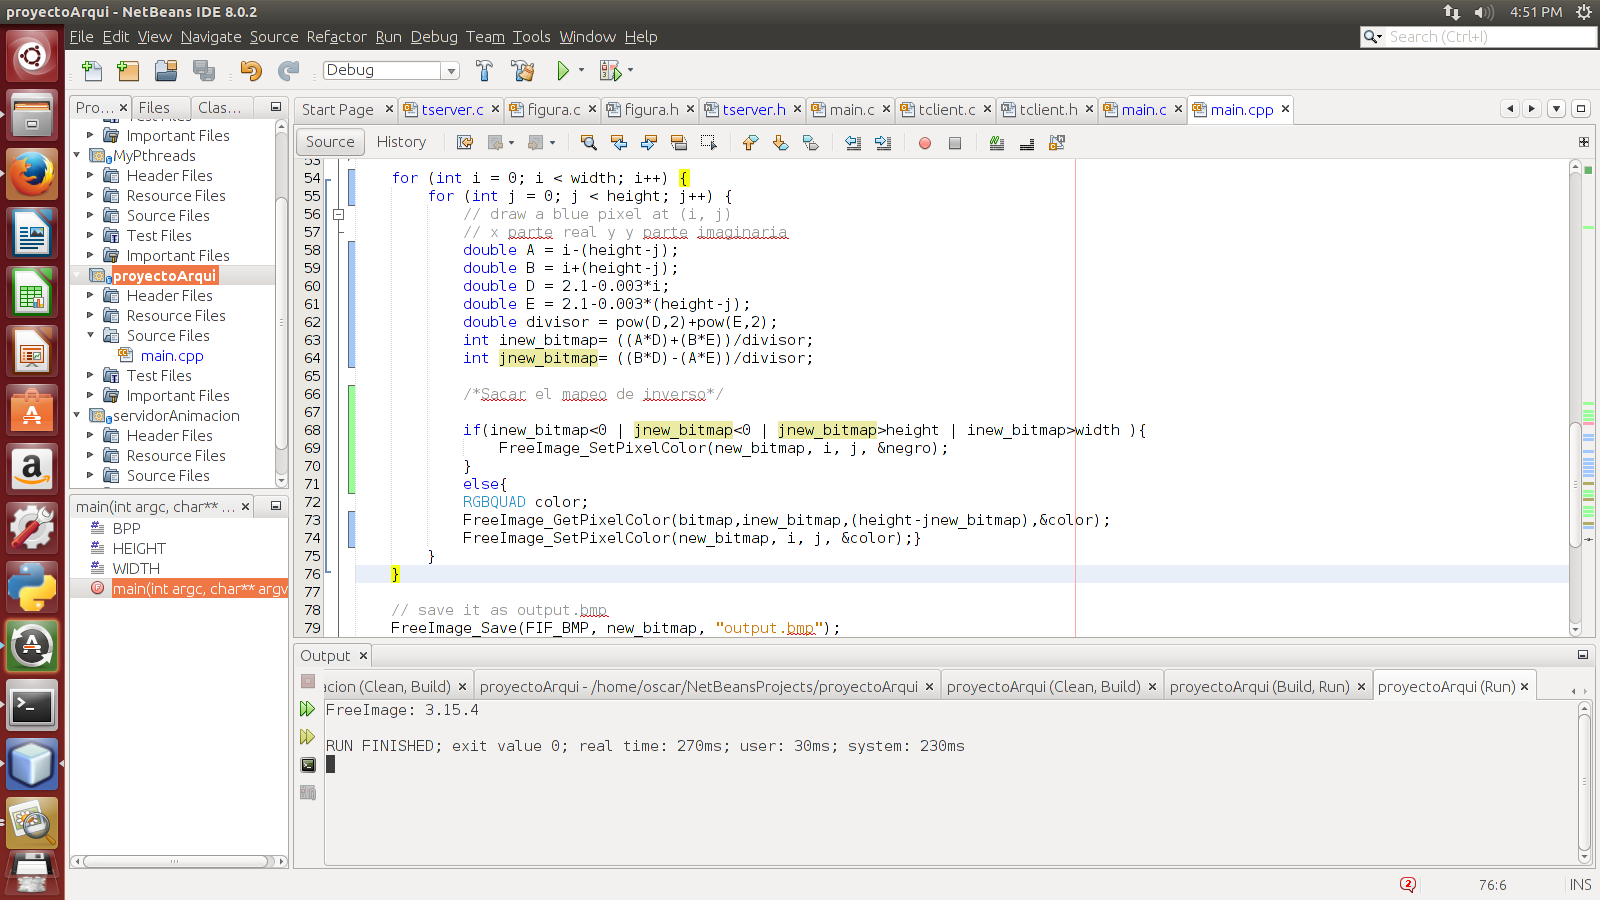 proyectoArqui - NetBeans IDE 8.0.2
4:51 PM
File Edit View Navigate Source Refactor Run Debug Team Tools Window Help
Search (Ctrl+I)
Debug
Pro... Files Clas...
Start Page tserver.c figura.c figura.h tserver.h main.c tclient.c tclient.h main.c main.cpp
Source History
Important Files
MyPthreads
Header Files
Resource Files
Source Files
Test Files
Important Files
proyectoArqui
Header Files
Resource Files
Source Files
main.cpp
Test Files
Important Files
servidorAnimacion
Header Files
Resource Files
Source Files
main(int argc, char** ...
BPP
HEIGHT
WIDTH
main(int argc, char** argv
53
54 for (int i = 0; i < width; i++) {
55 for (int j = 0; j < height; j++) {
56 // draw a blue pixel at (i, j)
57 // x parte real y y parte imaginaria
58 double A = i-(height-j);
59 double B = i+(height-j);
60 double D = 2.1-0.003*i;
61 double E = 2.1-0.003*(height-j);
62 double divisor = pow(D,2)+pow(E,2);
63 int inew_bitmap= ((A*D)+(B*E))/divisor;
64 int jnew_bitmap= ((B*D)-(A*E))/divisor;
65
66 /*Sacar el mapeo de inverso*/
67
68 if(inew_bitmap<0 | jnew_bitmap<0 | jnew_bitmap>height | inew_bitmap>width ){
69 FreeImage_SetPixelColor(new_bitmap, i, j, &negro);
70 }
71 else{
72 RGBQUAD color;
73 FreeImage_GetPixelColor(bitmap,inew_bitmap,(height-jnew_bitmap),&color);
74 FreeImage_SetPixelColor(new_bitmap, i, j, &color);}
75 }
76 }
77
78 // save it as output.bmp
79 FreeImage_Save(FIF_BMP, new_bitmap, "output.bmp");
Output
acion (Clean, Build) proyectoArqui - /home/oscar/NetBeansProjects/proyectoArqui proyectoArqui (Clean, Build) proyectoArqui (Build, Run) proyectoArqui (Run)
FreeImage: 3.15.4
RUN FINISHED; exit value 0; real time: 270ms; user: 30ms; system: 230ms
2 76:6 INS